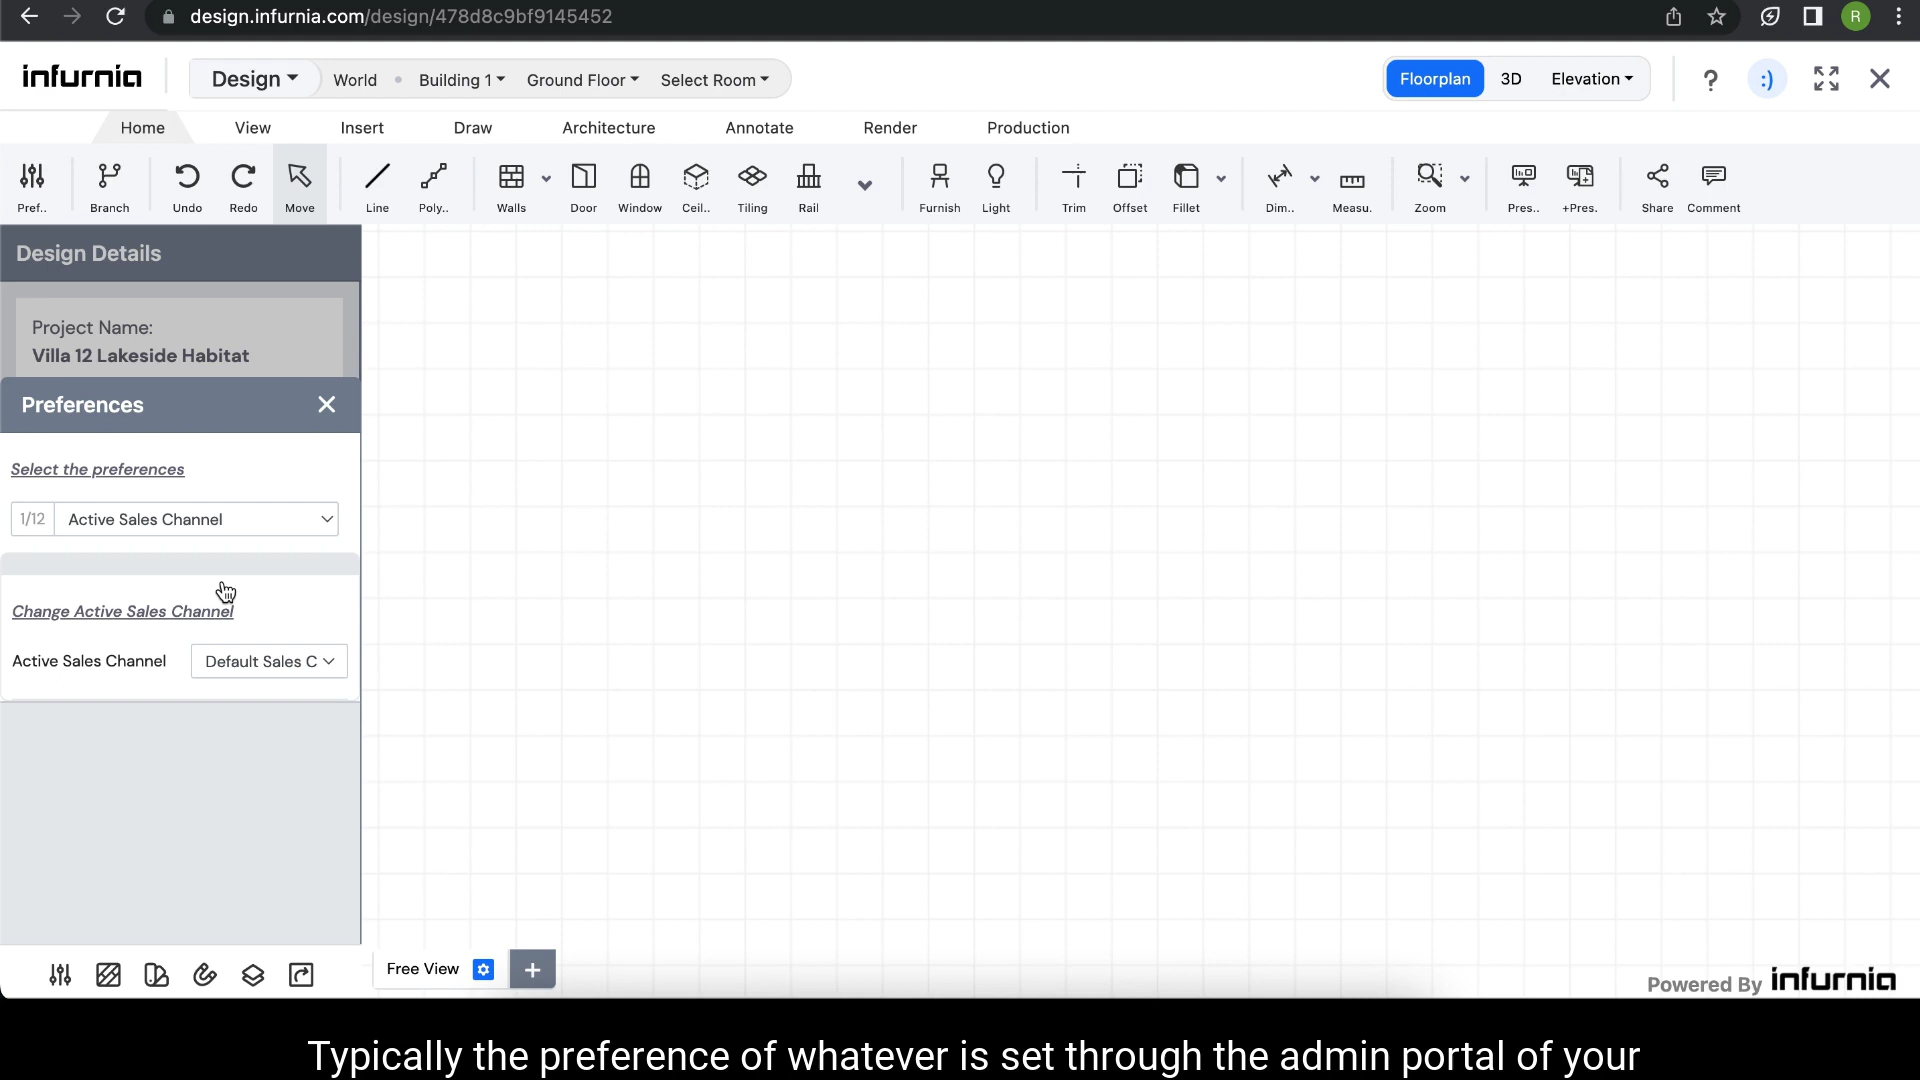 design.infurnia.com/design/478d8c9bf9145452
R
infurnia
Design World Building 1 Ground Floor Select Room
Floorplan 3D Elevation ? :)
Home View Insert Draw Architecture Annotate Render Production
Pref.. Branch Undo Redo Move Line Poly.. Walls Door Window Ceil.. Tiling Rail Furnish Light Trim Offset Fillet Dim.. Measu. Zoom Pres.. +Pres. Share Comment
Design Details
Project Name:
Villa 12 Lakeside Habitat
Preferences
Select the preferences
1/12 Active Sales Channel
Change Active Sales Channel
Active Sales Channel Default Sales C
Free View +
Powered By infurnia
Typically the preference of whatever is set through the admin portal of your